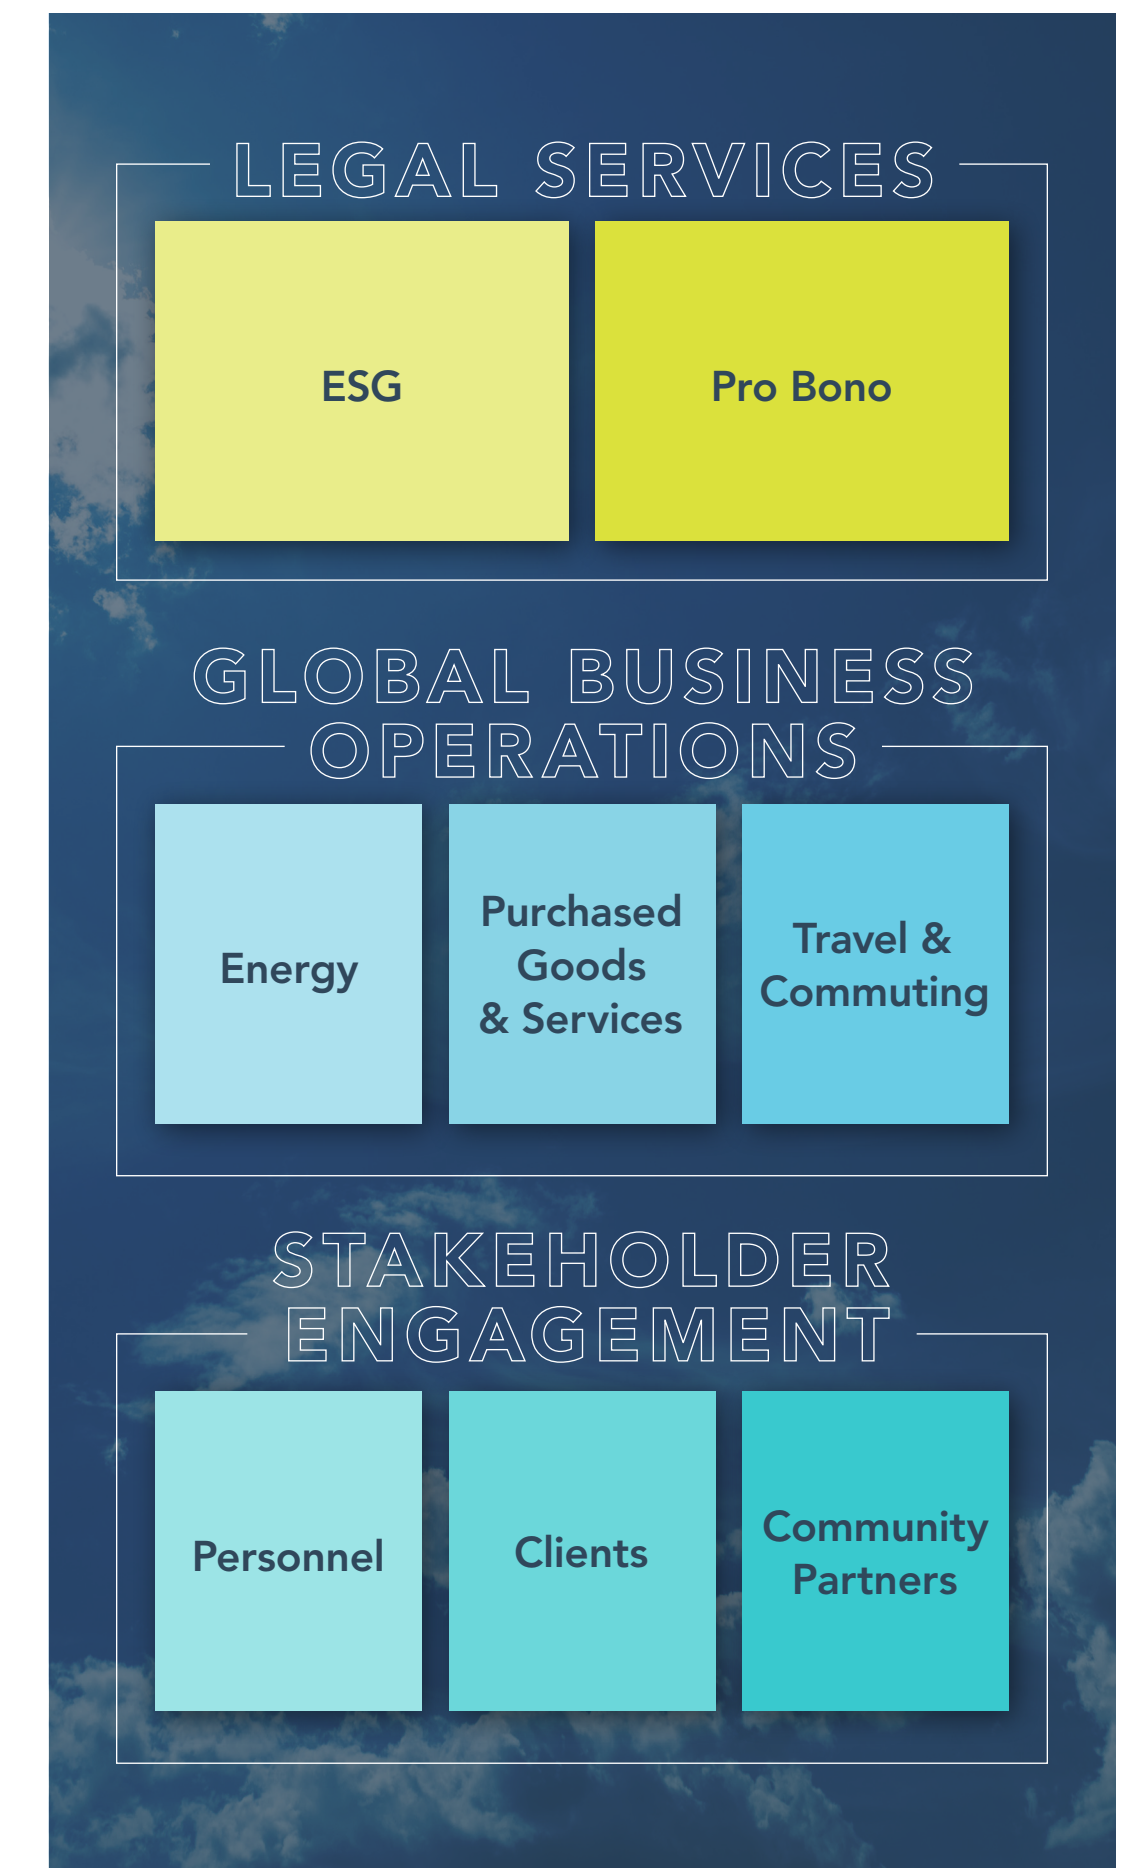 LEGAL SERVICES
ESG
Pro Bono
GLOBAL BUSINESS
OPERATIONS
Energy
Purchased
Goods
& Services
Travel &
Commuting
STAKEHOLDER
ENGAGEMENT
Personnel
Clients
Community
Partners